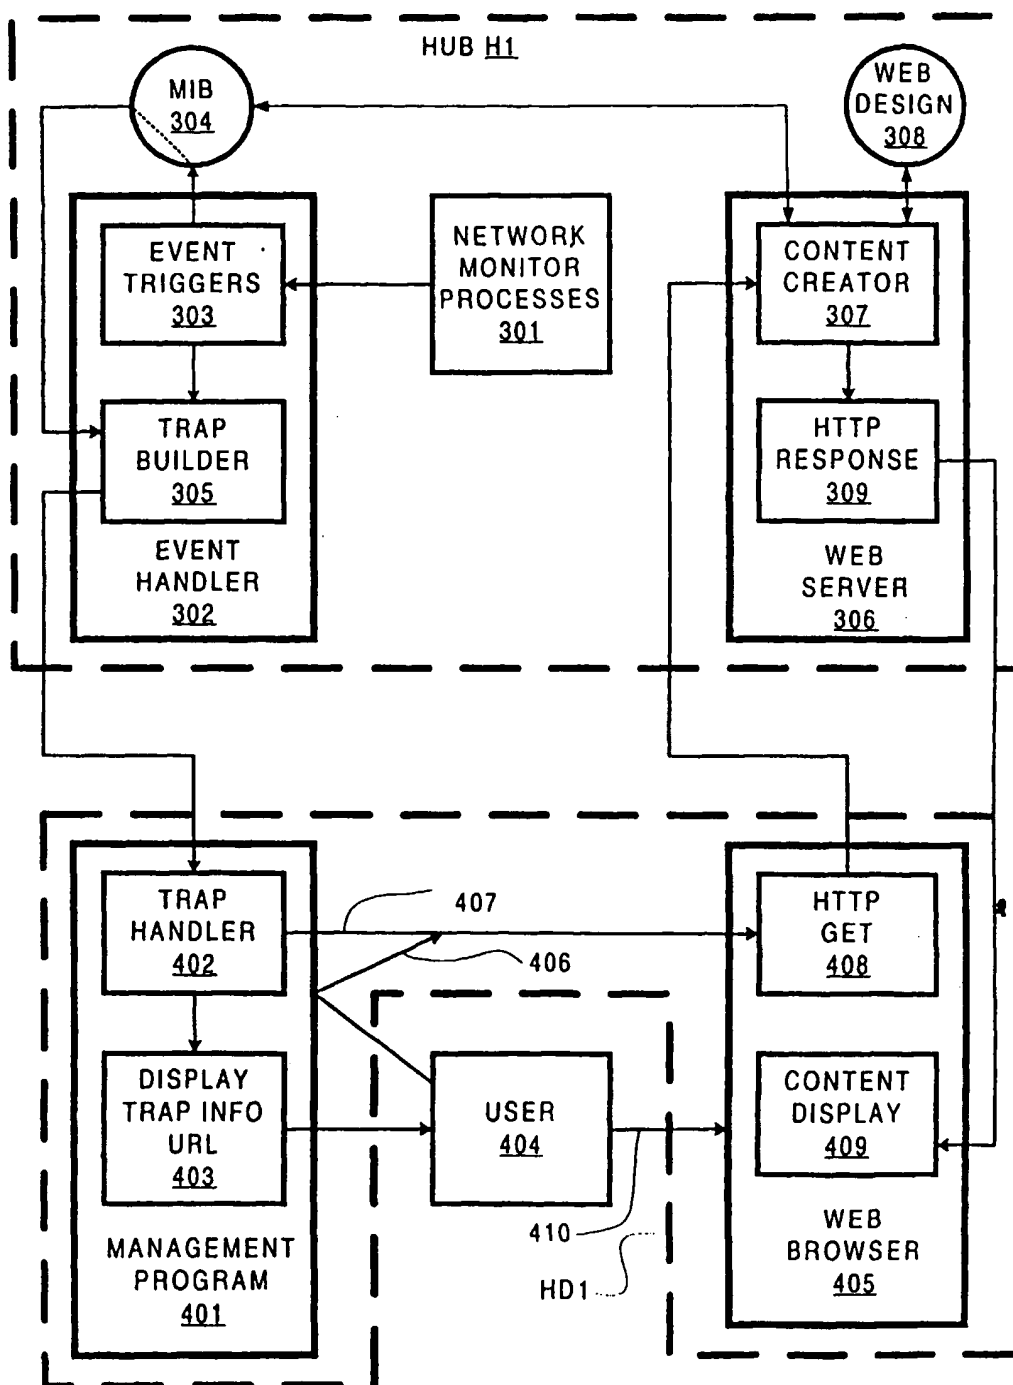 HUB H1
MIB
304
WEB
DESIGN
308
EVENT
TRIGGERS
303
NETWORK
MONITOR
PROCESSES
301
CONTENT
CREATOR
307
TRAP
BUILDER
305
HTTP
RESPONSE
309
EVENT
HANDLER
302
WEB
SERVER
306
TRAP
HANDLER
402
407
406
HTTP
GET
408
DISPLAY
TRAP INFO
URL
403
USER
404
CONTENT
DISPLAY
409
410
HD1
MANAGEMENT
PROGRAM
401
WEB
BROWSER
405